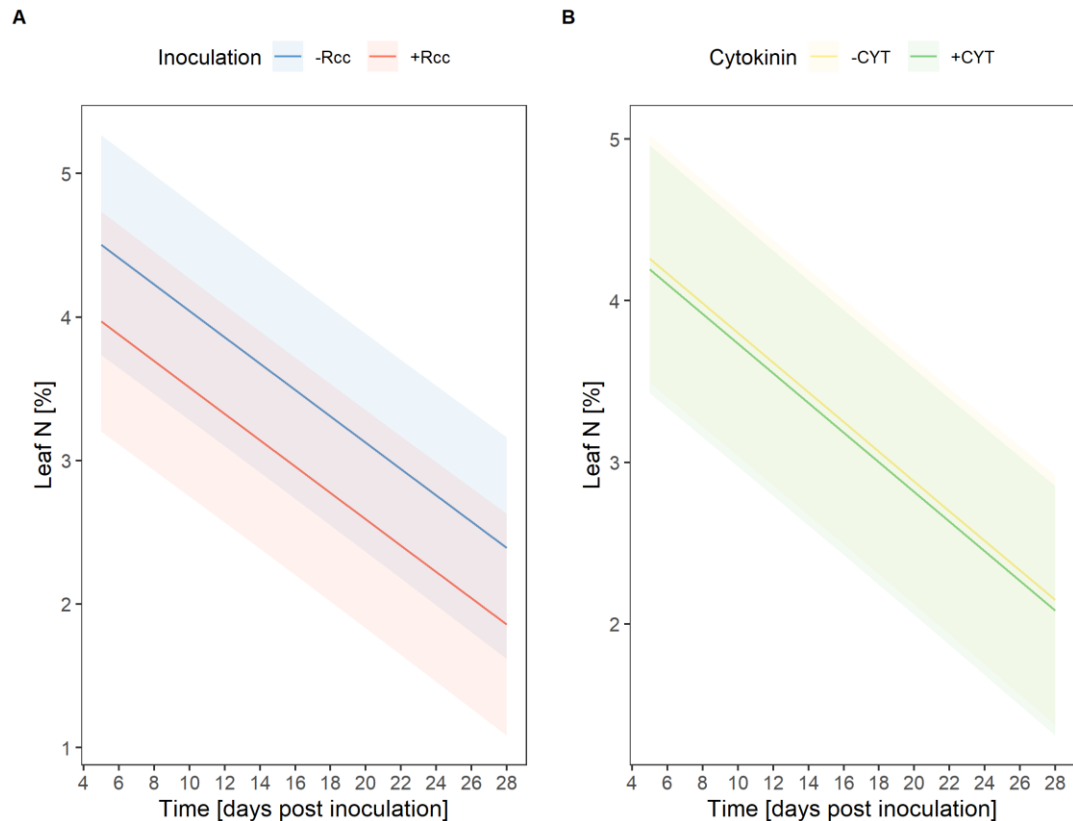 A
Inoculation -Rcc +Rcc
Leaf N [%]
5
4
3
2
1
4 6 8 10 12 14 16 18 20 22 24 26 28
Time [days post inoculation]
B
Cytokinin -CYT +CYT
Leaf N [%]
5
4
3
2
4 6 8 10 12 14 16 18 20 22 24 26 28
Time [days post inoculation]